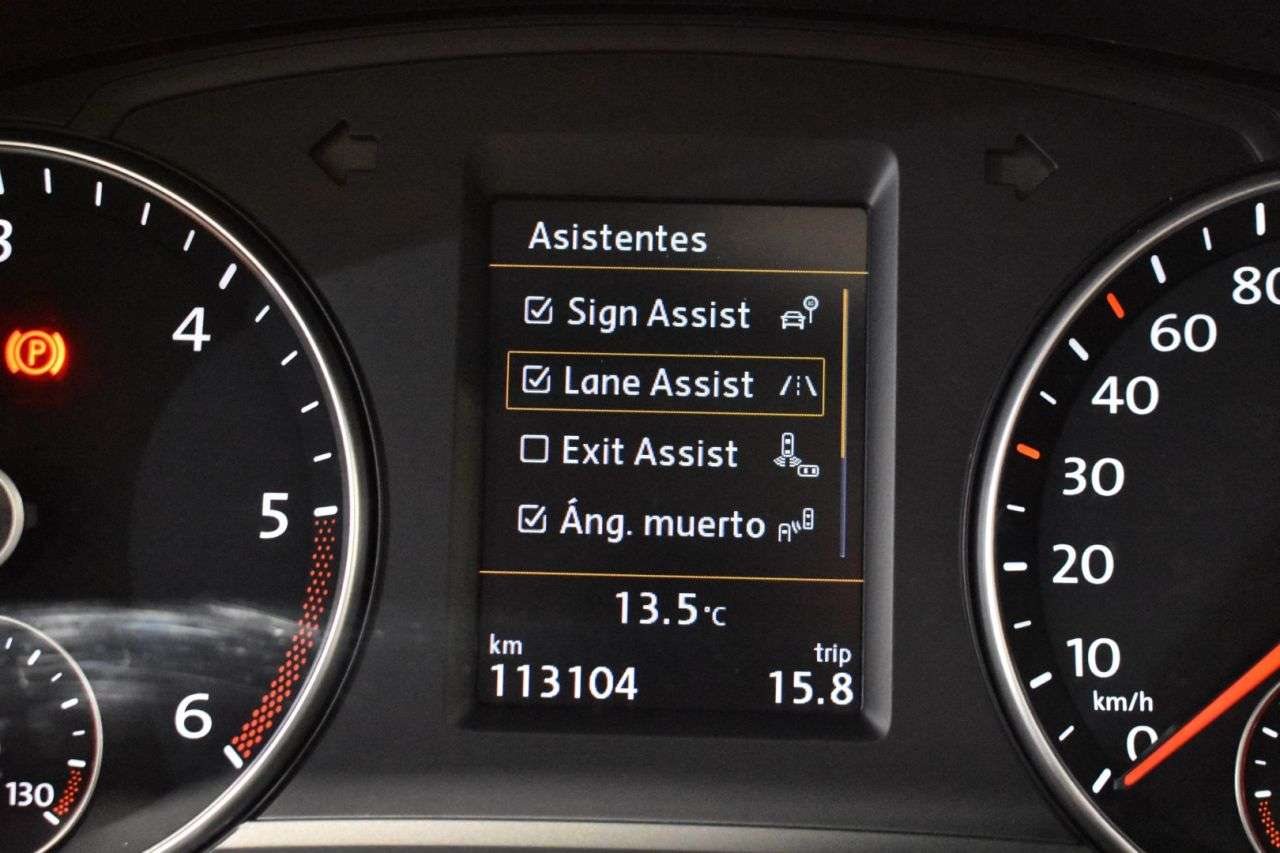 Asistentes
Sign Assist
Lane Assist
Exit Assist
Áng. muerto
13.5°C
km trip
113104 15.8
3
4
5
6
130
P
80
60
40
30
20
10
km/h
0